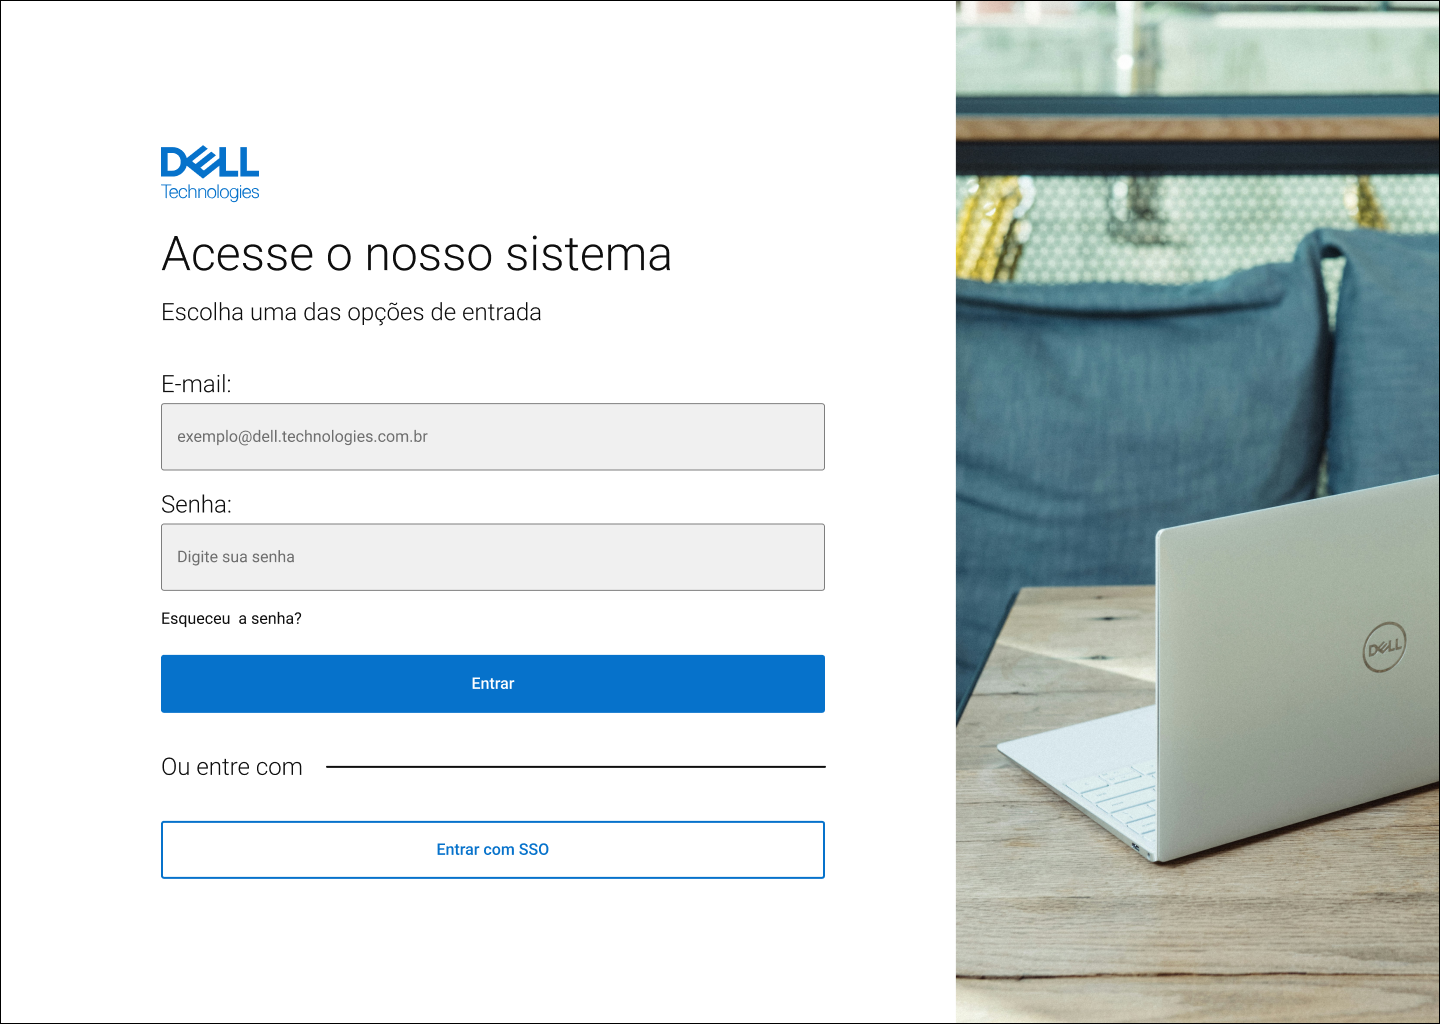 DELL
Technologies
Acesse o nosso sistema
Escolha uma das opções de entrada
E-mail:
exemplo@dell.technologies.com.br
Senha:
Digite sua senha
Esqueceu  a senha?
Entrar
Ou entre com
Entrar com SSO
DELL